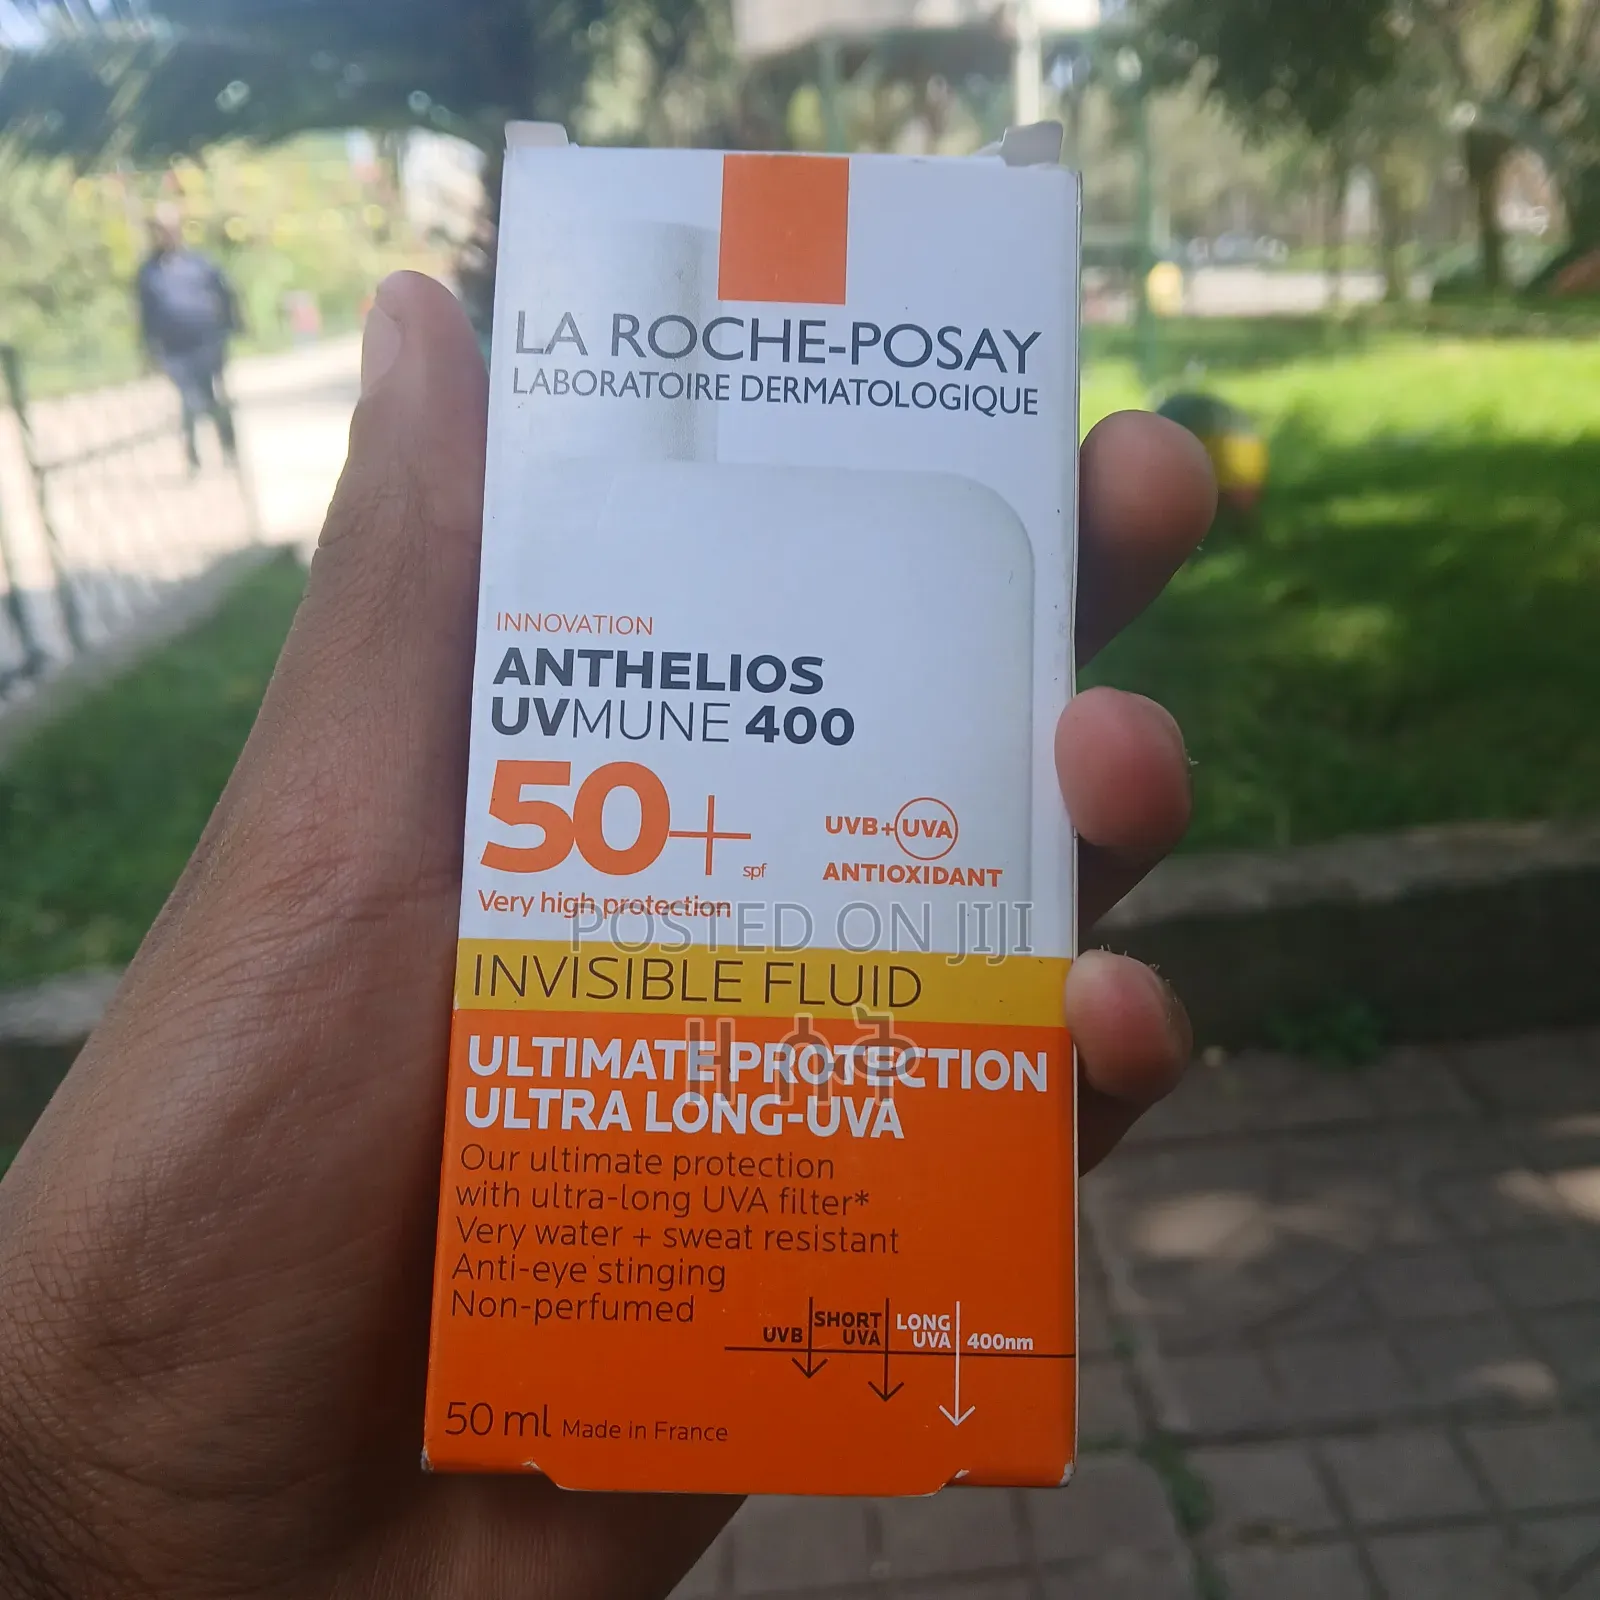 LA ROCHE-POSAY
LABORATOIRE DERMATOLOGIQUE
INNOVATION
ANTHELIOS
UVMUNE 400
50+ spf
Very high protection
UVB+UVA
ANTIOXIDANT
POSTED ON JIJI
INVISIBLE FLUID
ዘሰቶ
ULTIMATE PROTECTION
ULTRA LONG-UVA
Our ultimate protection
with ultra-long UVA filter*
Very water + sweat resistant
Anti-eye stinging
Non-perfumed
UVB SHORT UVA LONG UVA 400nm
50 ml Made in France